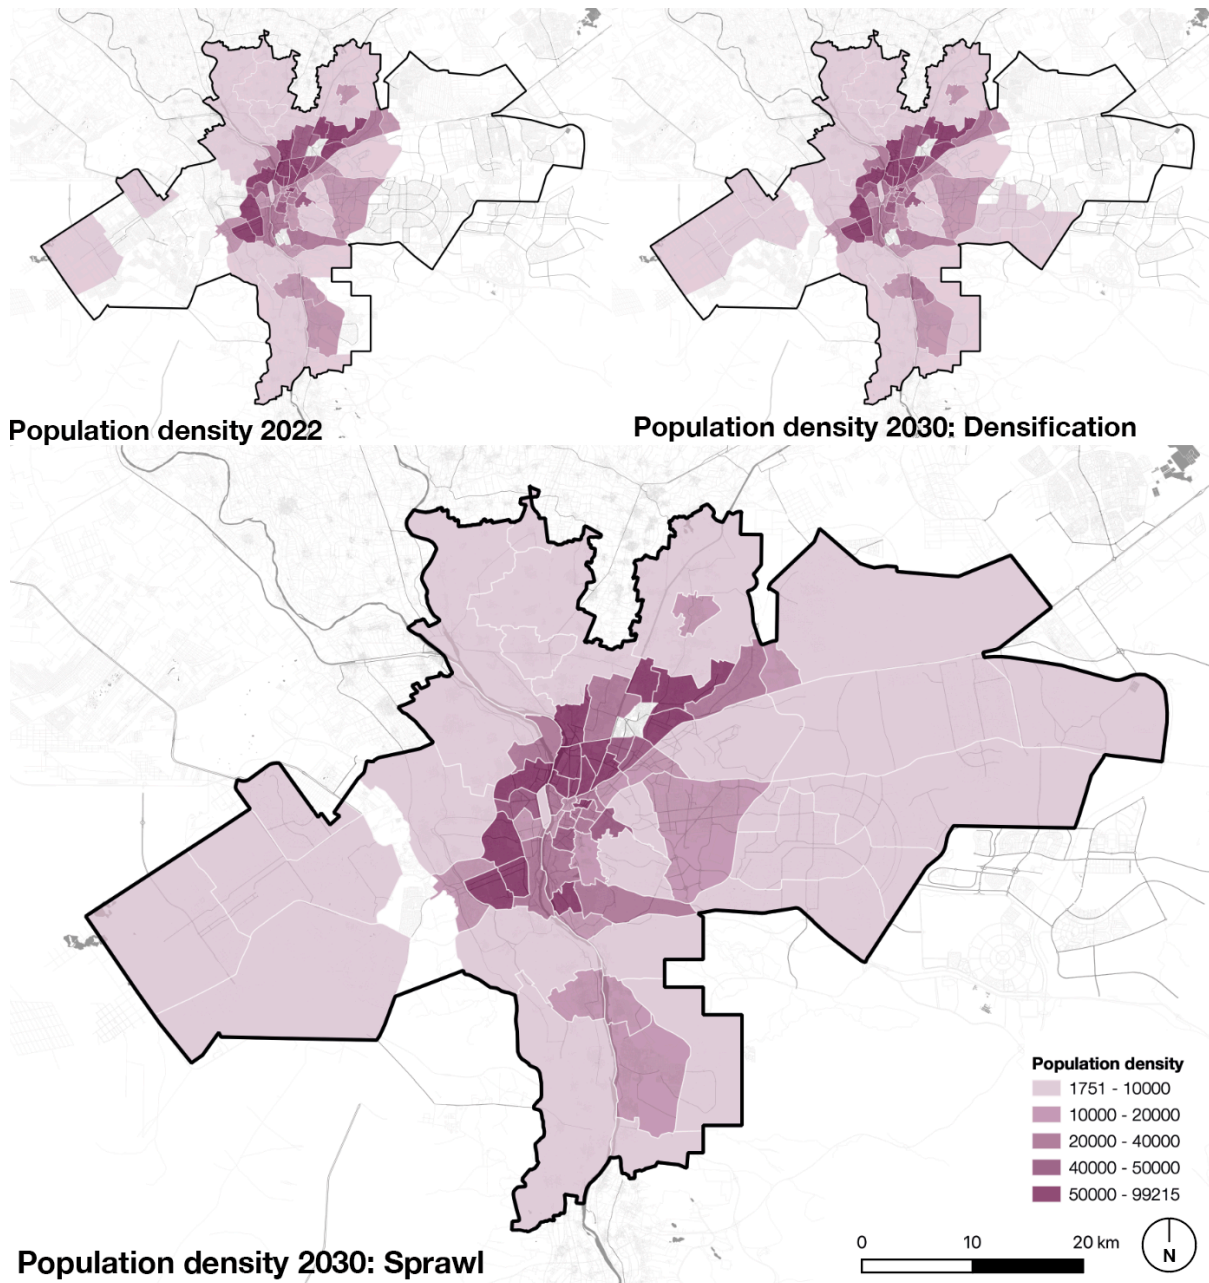 Population density 2022
Population density 2030: Densification
Population density
1751 - 10000
10000 - 20000
20000 - 40000
40000 - 50000
50000 - 99215
0 10 20 km
N
Population density 2030: Sprawl